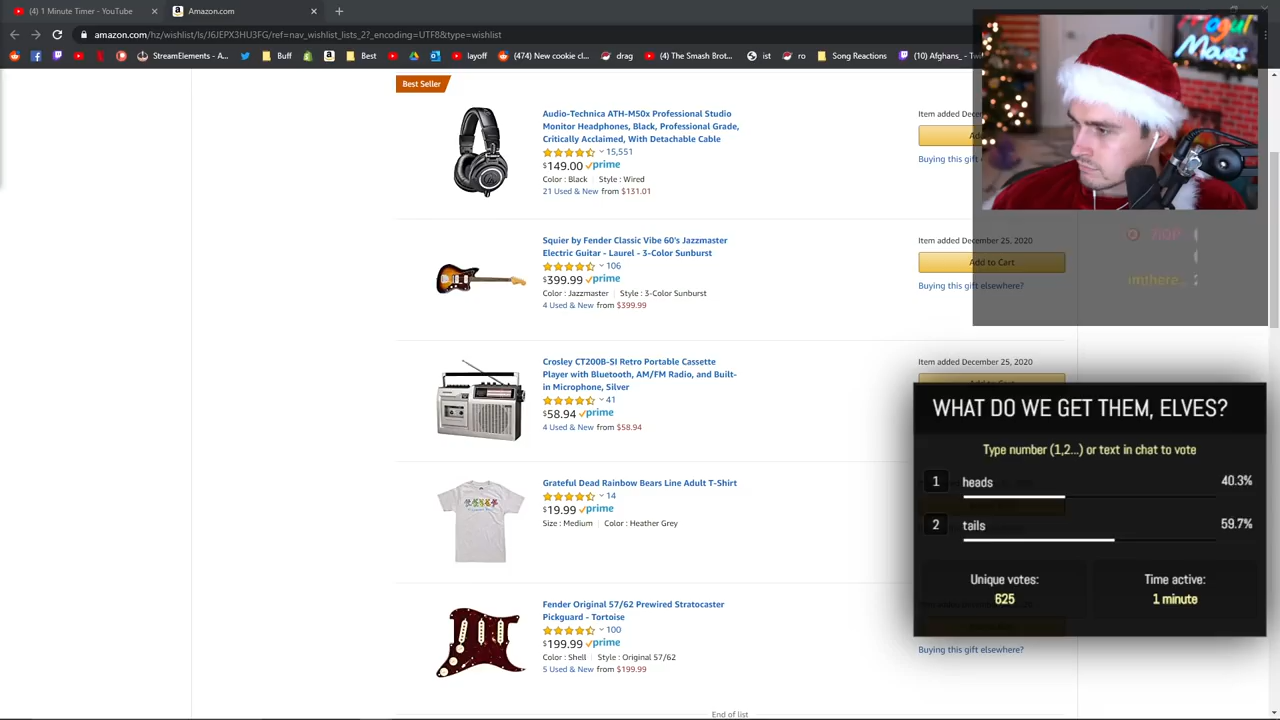 (4) 1 Minute Timer - YouTube
Amazon.com
amazon.com/hz/wishlist/ls/J6JEPX3HU3FG/ref=nav_wishlist_lists_2?_encoding=UTF8&type=wishlist
StreamElements - A...
Buff
Best
layoff
(474) New cookie cl...
drag
(4) The Smash Brot...
ist
ro
Song Reactions
(10) Afghans_- Tw
Mogul
Moves
Best Seller
Audio-Technica ATH-M50x Professional Studio
Monitor Headphones, Black, Professional Grade,
Critically Acclaimed, With Detachable Cable
15,551
$149.00 prime
Color : Black | Style : Wired
21 Used & New from $131.01
Item added Decem
Ad
Buying this gift
Squier by Fender Classic Vibe 60's Jazzmaster
Electric Guitar - Laurel - 3-Color Sunburst
106
$399.99 prime
Color : Jazzmaster | Style : 3-Color Sunburst
4 Used & New from $399.99
Item added December 25, 2020
Add to Cart
Buying this gift elsewhere?
imthere...
Crosley CT200B-SI Retro Portable Cassette
Player with Bluetooth, AM/FM Radio, and Built-
in Microphone, Silver
41
$58.94 prime
4 Used & New from $58.94
Item added December 25, 2020
Add to Cart
Grateful Dead Rainbow Bears Line Adult T-Shirt
14
$19.99 prime
Size : Medium | Color : Heather Grey
Fender Original 57/62 Prewired Stratocaster
Pickguard - Tortoise
100
$199.99 prime
Color : Shell | Style : Original 57/62
5 Used & New from $199.99
Buying this gift elsewhere?
End of list
WHAT DO WE GET THEM, ELVES?
Type number (1,2...) or text in chat to vote
1 heads 40.3%
2 tails 59.7%
Unique votes:
625
Time active:
1 minute